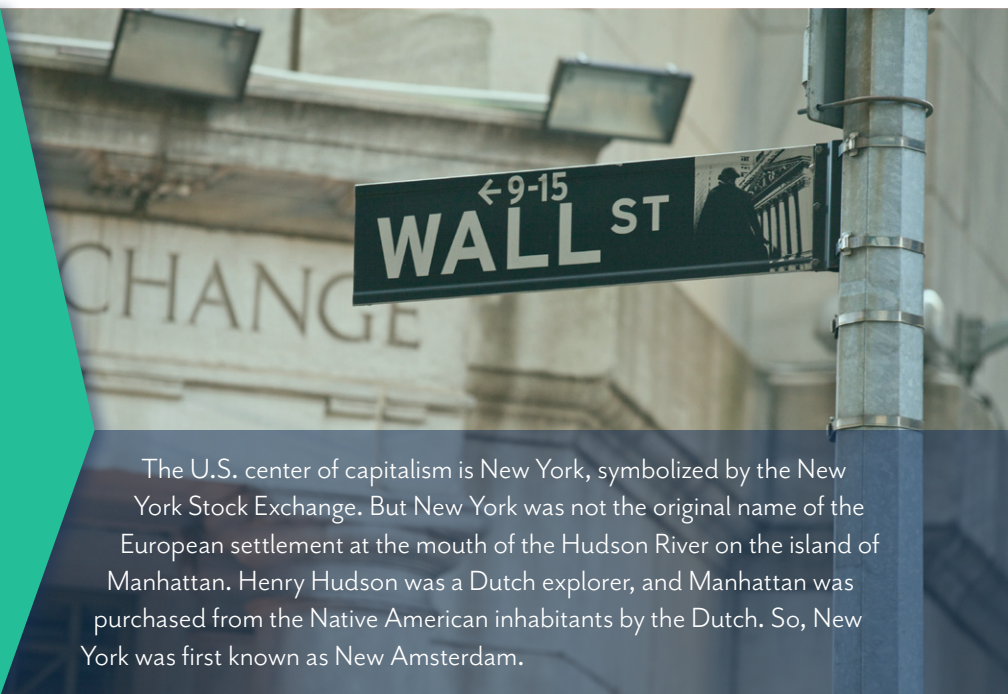 ←9-15
WALL ST
CHANGE
The U.S. center of capitalism is New York, symbolized by the New
York Stock Exchange. But New York was not the original name of the
European settlement at the mouth of the Hudson River on the island of
Manhattan. Henry Hudson was a Dutch explorer, and Manhattan was
purchased from the Native American inhabitants by the Dutch. So, New
York was first known as New Amsterdam.